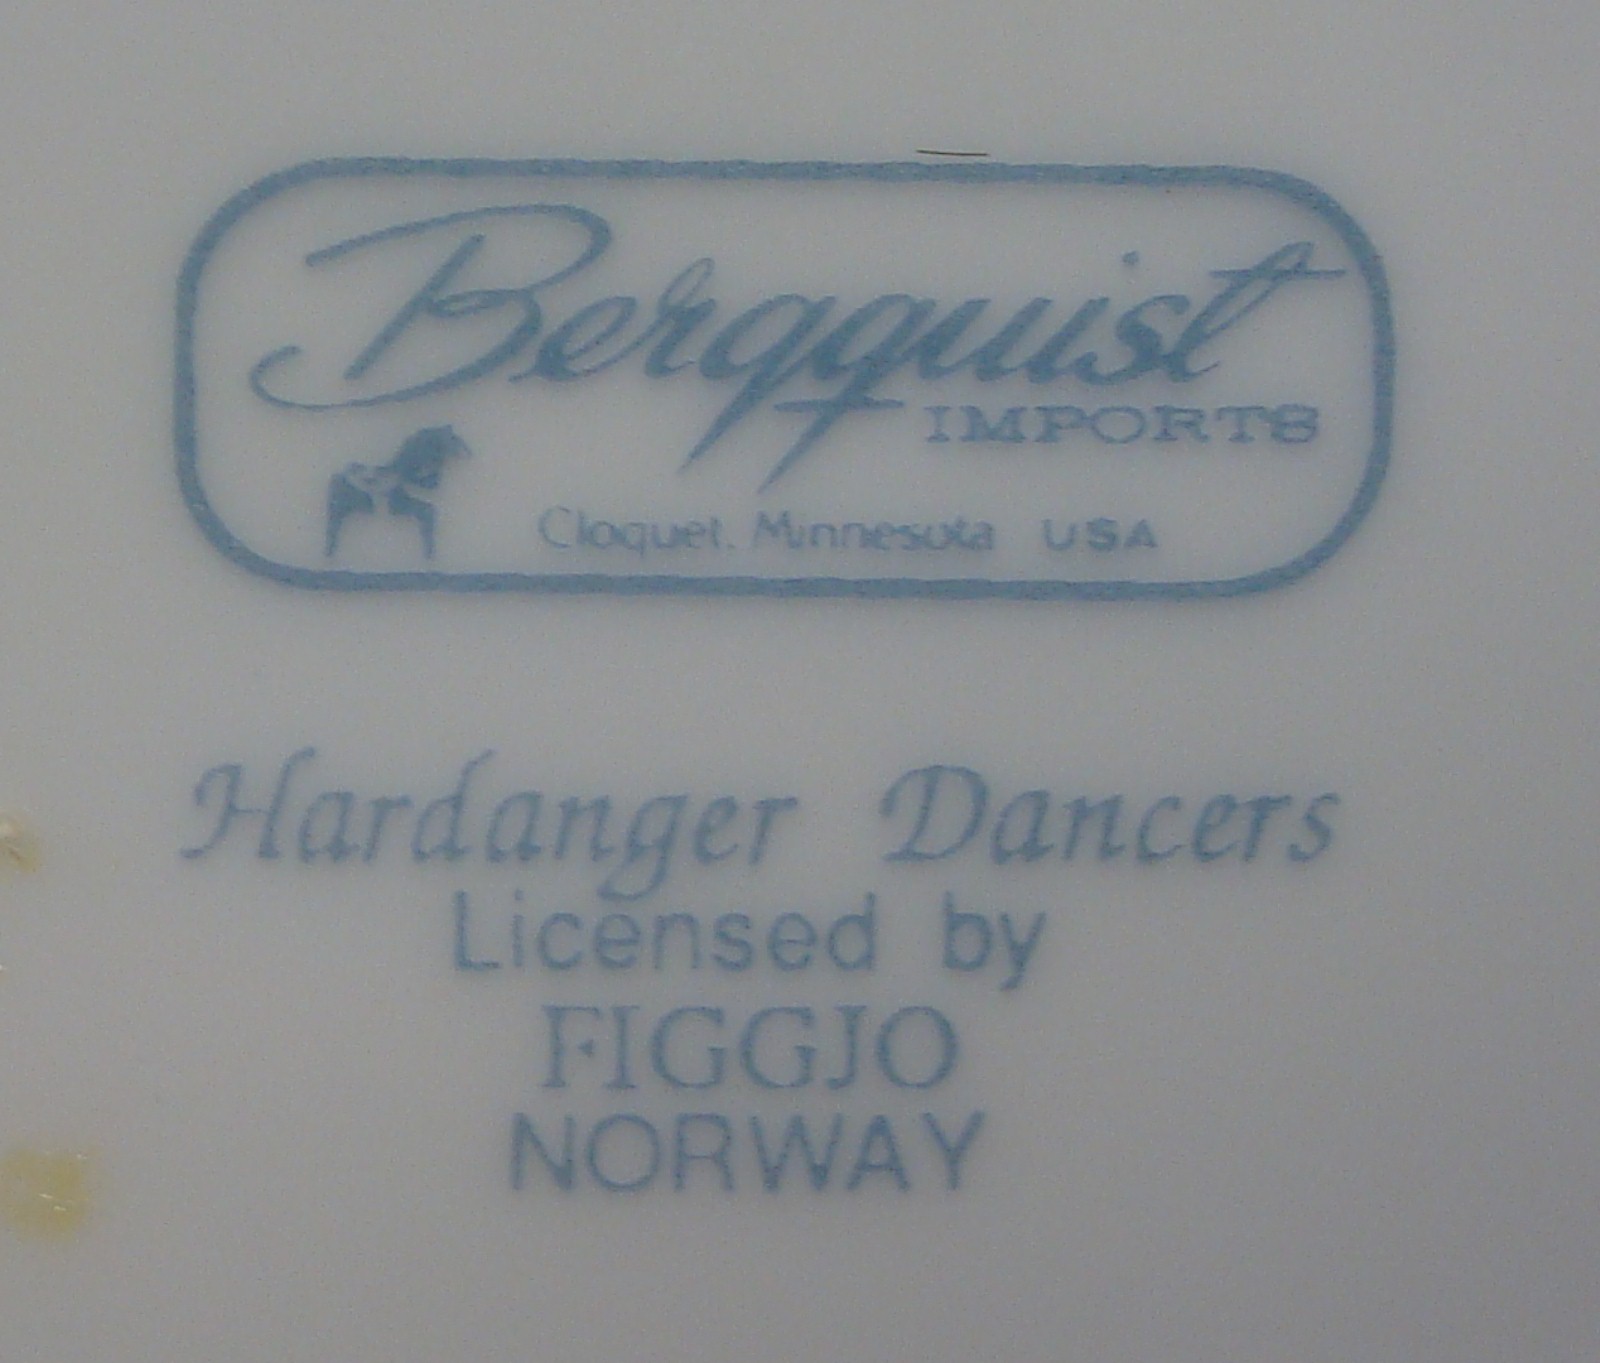 Bergquist
IMPORTS
Cloquet, Minnesota USA
Hardanger Dancers
Licensed by
FIGGJO
NORWAY